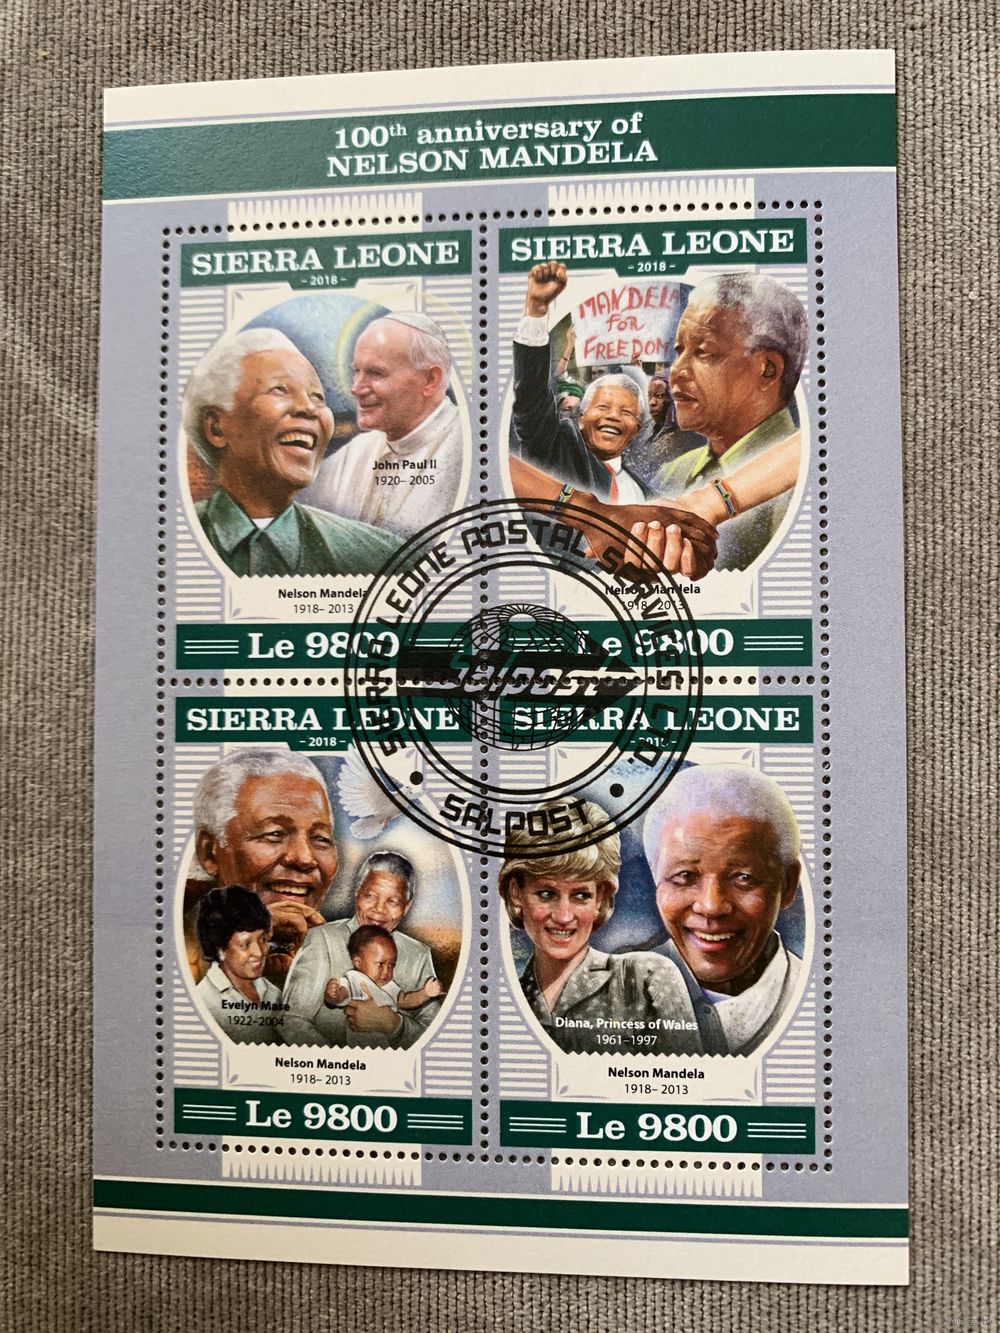 100th anniversary of
NELSON MANDELA
SIERRA LEONE
- 2018 -
John Paul II
1920– 2005
Nelson Mandela
1918– 2013
Le 9800
SIERRA LEONE
- 2018 -
MANDELA
FOR
FREEDOM
Nelson Mandela
1918– 2013
Le 9800
SIERRA LEONE POSTAL SERVICES LTD
Salpost
SALPOST
SIERRA LEONE
- 2018 -
Evelyn Mase
1922–2004
Nelson Mandela
1918– 2013
Le 9800
SIERRA LEONE
- 2018 -
Diana, Princess of Wales
1961–1997
Nelson Mandela
1918– 2013
Le 9800